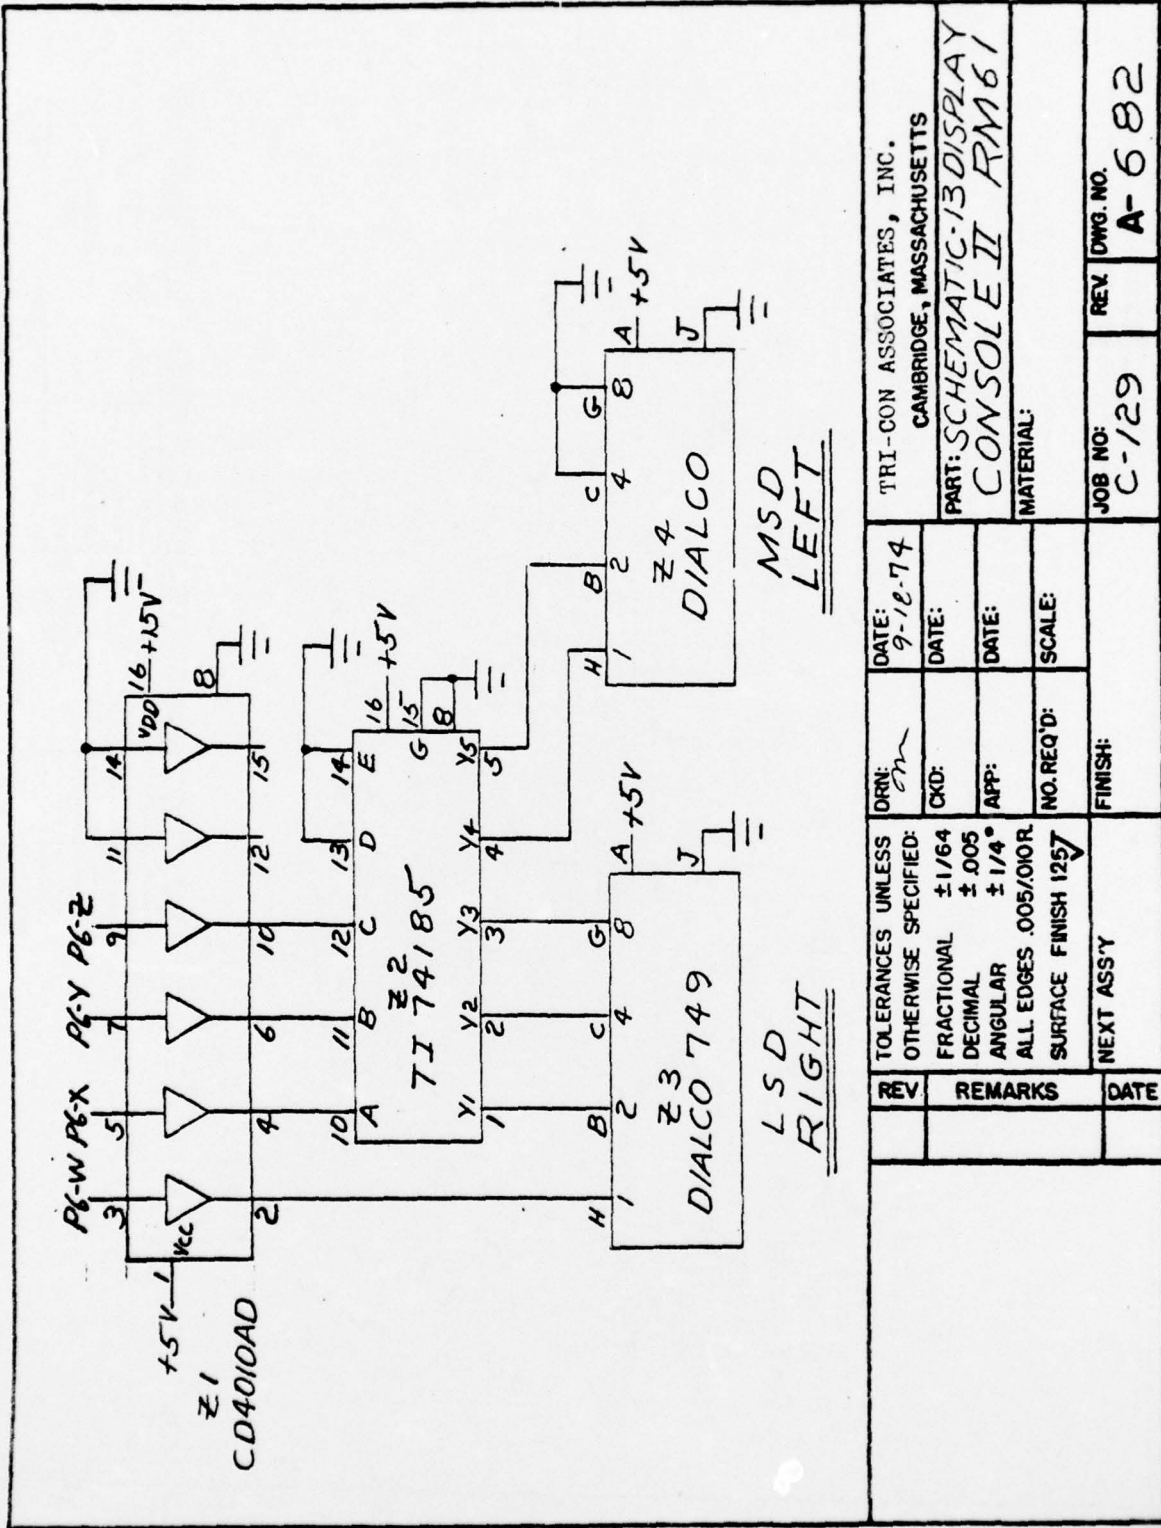 P6-W P6-X P6-Y P6-Z
3 5 7 9 11 14
+5V 1 VCC VDD 16 +15V
8
Z1
CD4010AD
2 4 6 10 12 15
10 11 12 13 14
A B C D E
16 +5V
G 15
8
Z2
TI 74185
Y1 Y2 Y3 Y4 Y5
1 2 3 4 5
H B C G
1 2 4 8
A +5V
J
Z3
DIALCO 749
LSD
RIGHT
H B C G
1 2 4 8
A +5V
J
Z4
DIALCO
MSD
LEFT
REV REMARKS DATE
TOLERANCES UNLESS
OTHERWISE SPECIFIED:
FRACTIONAL ±1/64
DECIMAL ±.005
ANGULAR ±1/4°
ALL EDGES .005/.010R
SURFACE FINISH 125
NEXT ASS'Y
DRN:
DATE:
CKD: DATE:
APP: DATE:
NO. REQ'D: SCALE:
FINISH:
TRI-CON ASSOCIATES, INC.
CAMBRIDGE, MASSACHUSETTS
PART: SCHEMATIC-13 DISPLAY
CONSOLE II RM61
MATERIAL:
JOB NO: REV. DWG. NO.
C-129 A-682